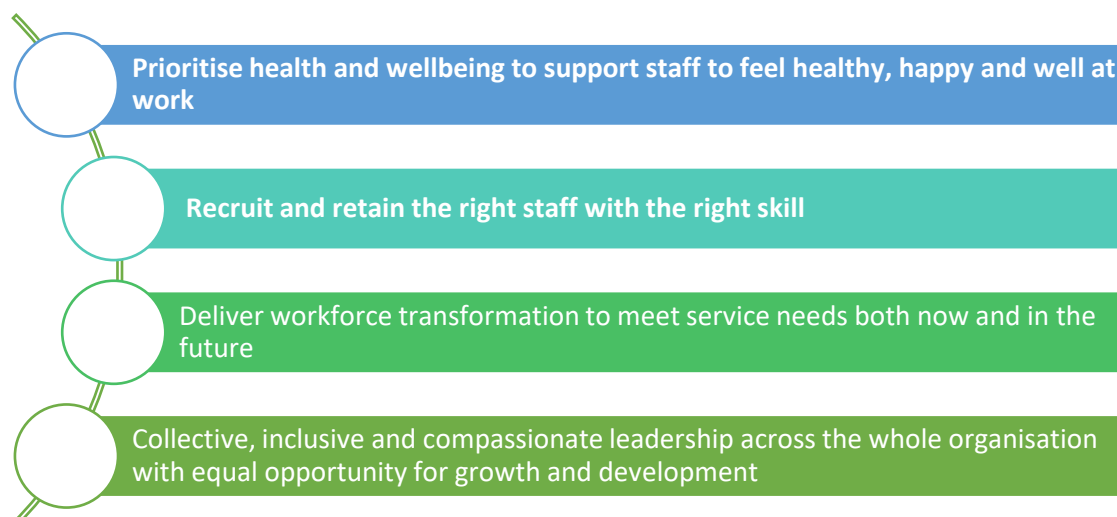 Prioritise health and wellbeing to support staff to feel healthy, happy and well at
work
Recruit and retain the right staff with the right skill
Deliver workforce transformation to meet service needs both now and in the
future
Collective, inclusive and compassionate leadership across the whole organisation
with equal opportunity for growth and development